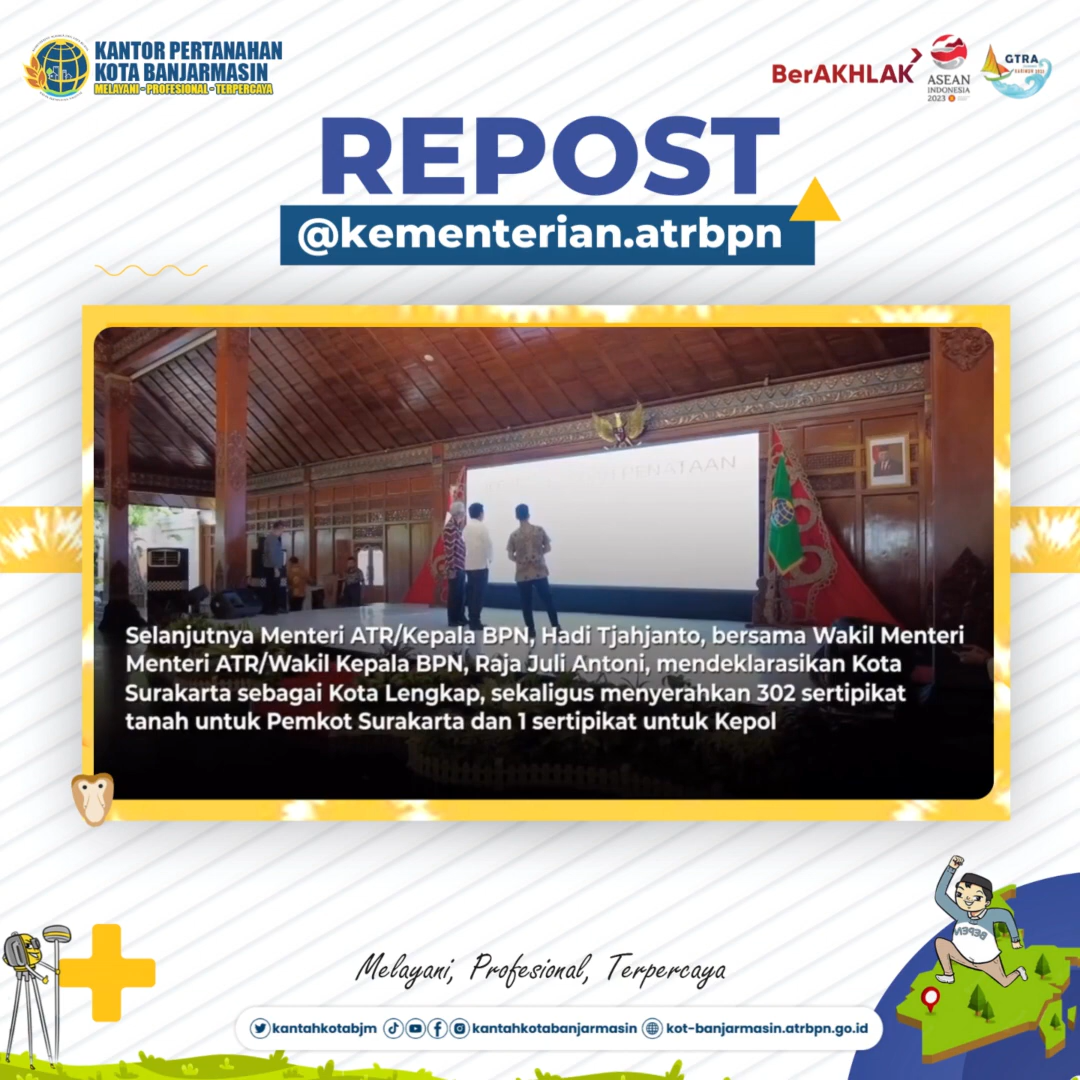 KANTOR PERTANAHAN
KOTA BANJARMASIN
MELAYANI - PROFESIONAL - TERPERCAYA
BerAKHLAK
ASEAN
INDONESIA
2023
GTRA
REPOST
@kementerian.atrbpn
PENATAAN
Selanjutnya Menteri ATR/Kepala BPN, Hadi Tjahjanto, bersama Wakil Menteri
Menteri ATR/Wakil Kepala BPN, Raja Juli Antoni, mendeklarasikan Kota
Surakarta sebagai Kota Lengkap, sekaligus menyerahkan 302 sertipikat
tanah untuk Pemkot Surakarta dan 1 sertipikat untuk Kepol
BEPEN
Melayani, Profesional, Terpercaya
kantahkotabjm kantahkotabanjarmasin kot-banjarmasin.atrbpn.go.id